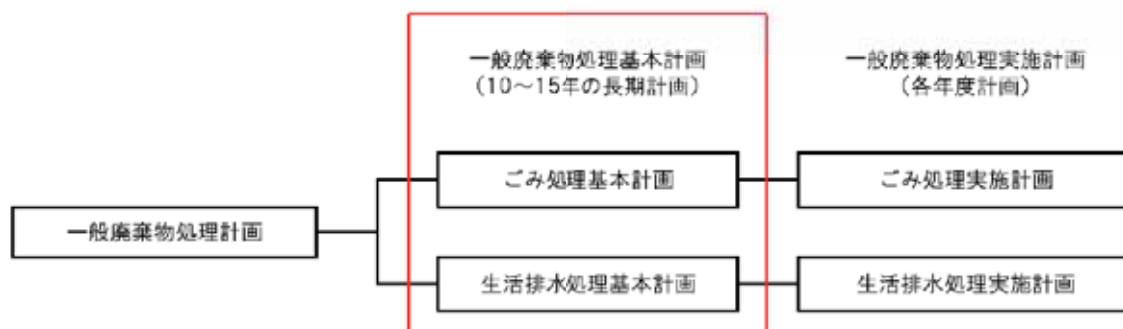 一般廃棄物処理基本計画
（10～15年の長期計画）
一般廃棄物処理実施計画
（各年度計画）
ごみ処理基本計画
ごみ処理実施計画
一般廃棄物処理計画
生活排水処理基本計画
生活排水処理実施計画